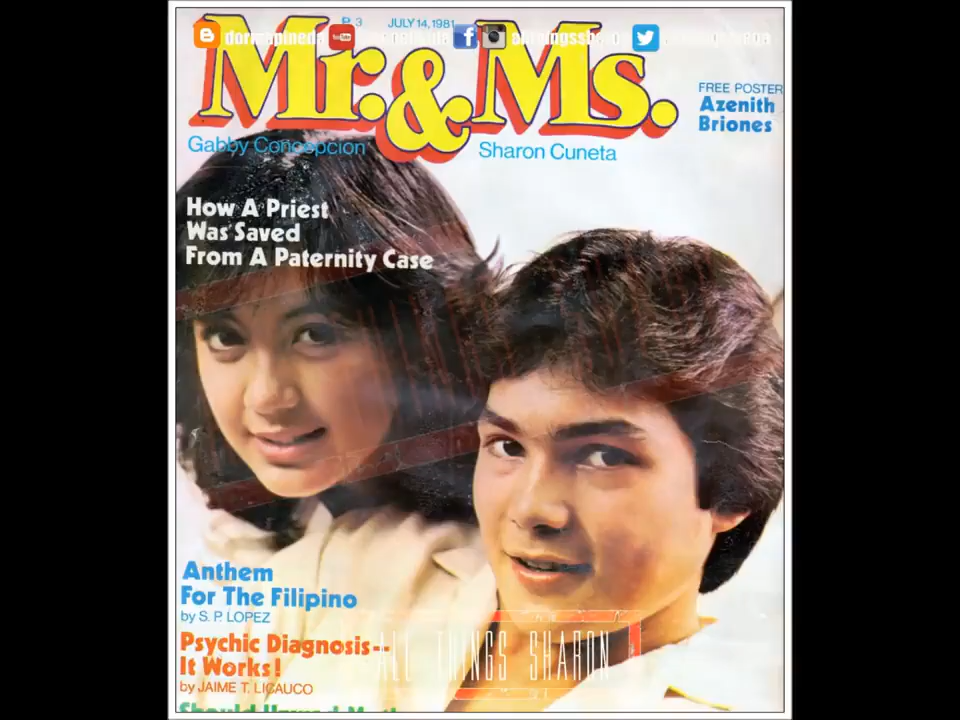 P 3
JULY 14, 1981
Mr.&Ms.
FREE POSTER
Azenith
Briones
Gabby Concepcion
Sharon Cuneta
How A Priest
Was Saved
From A Paternity Case
Anthem
For The Filipino
by S. P. LOPEZ
Psychic Diagnosis--
It Works!
by JAIME T. LICAUCO
ALL THINGS SHARON